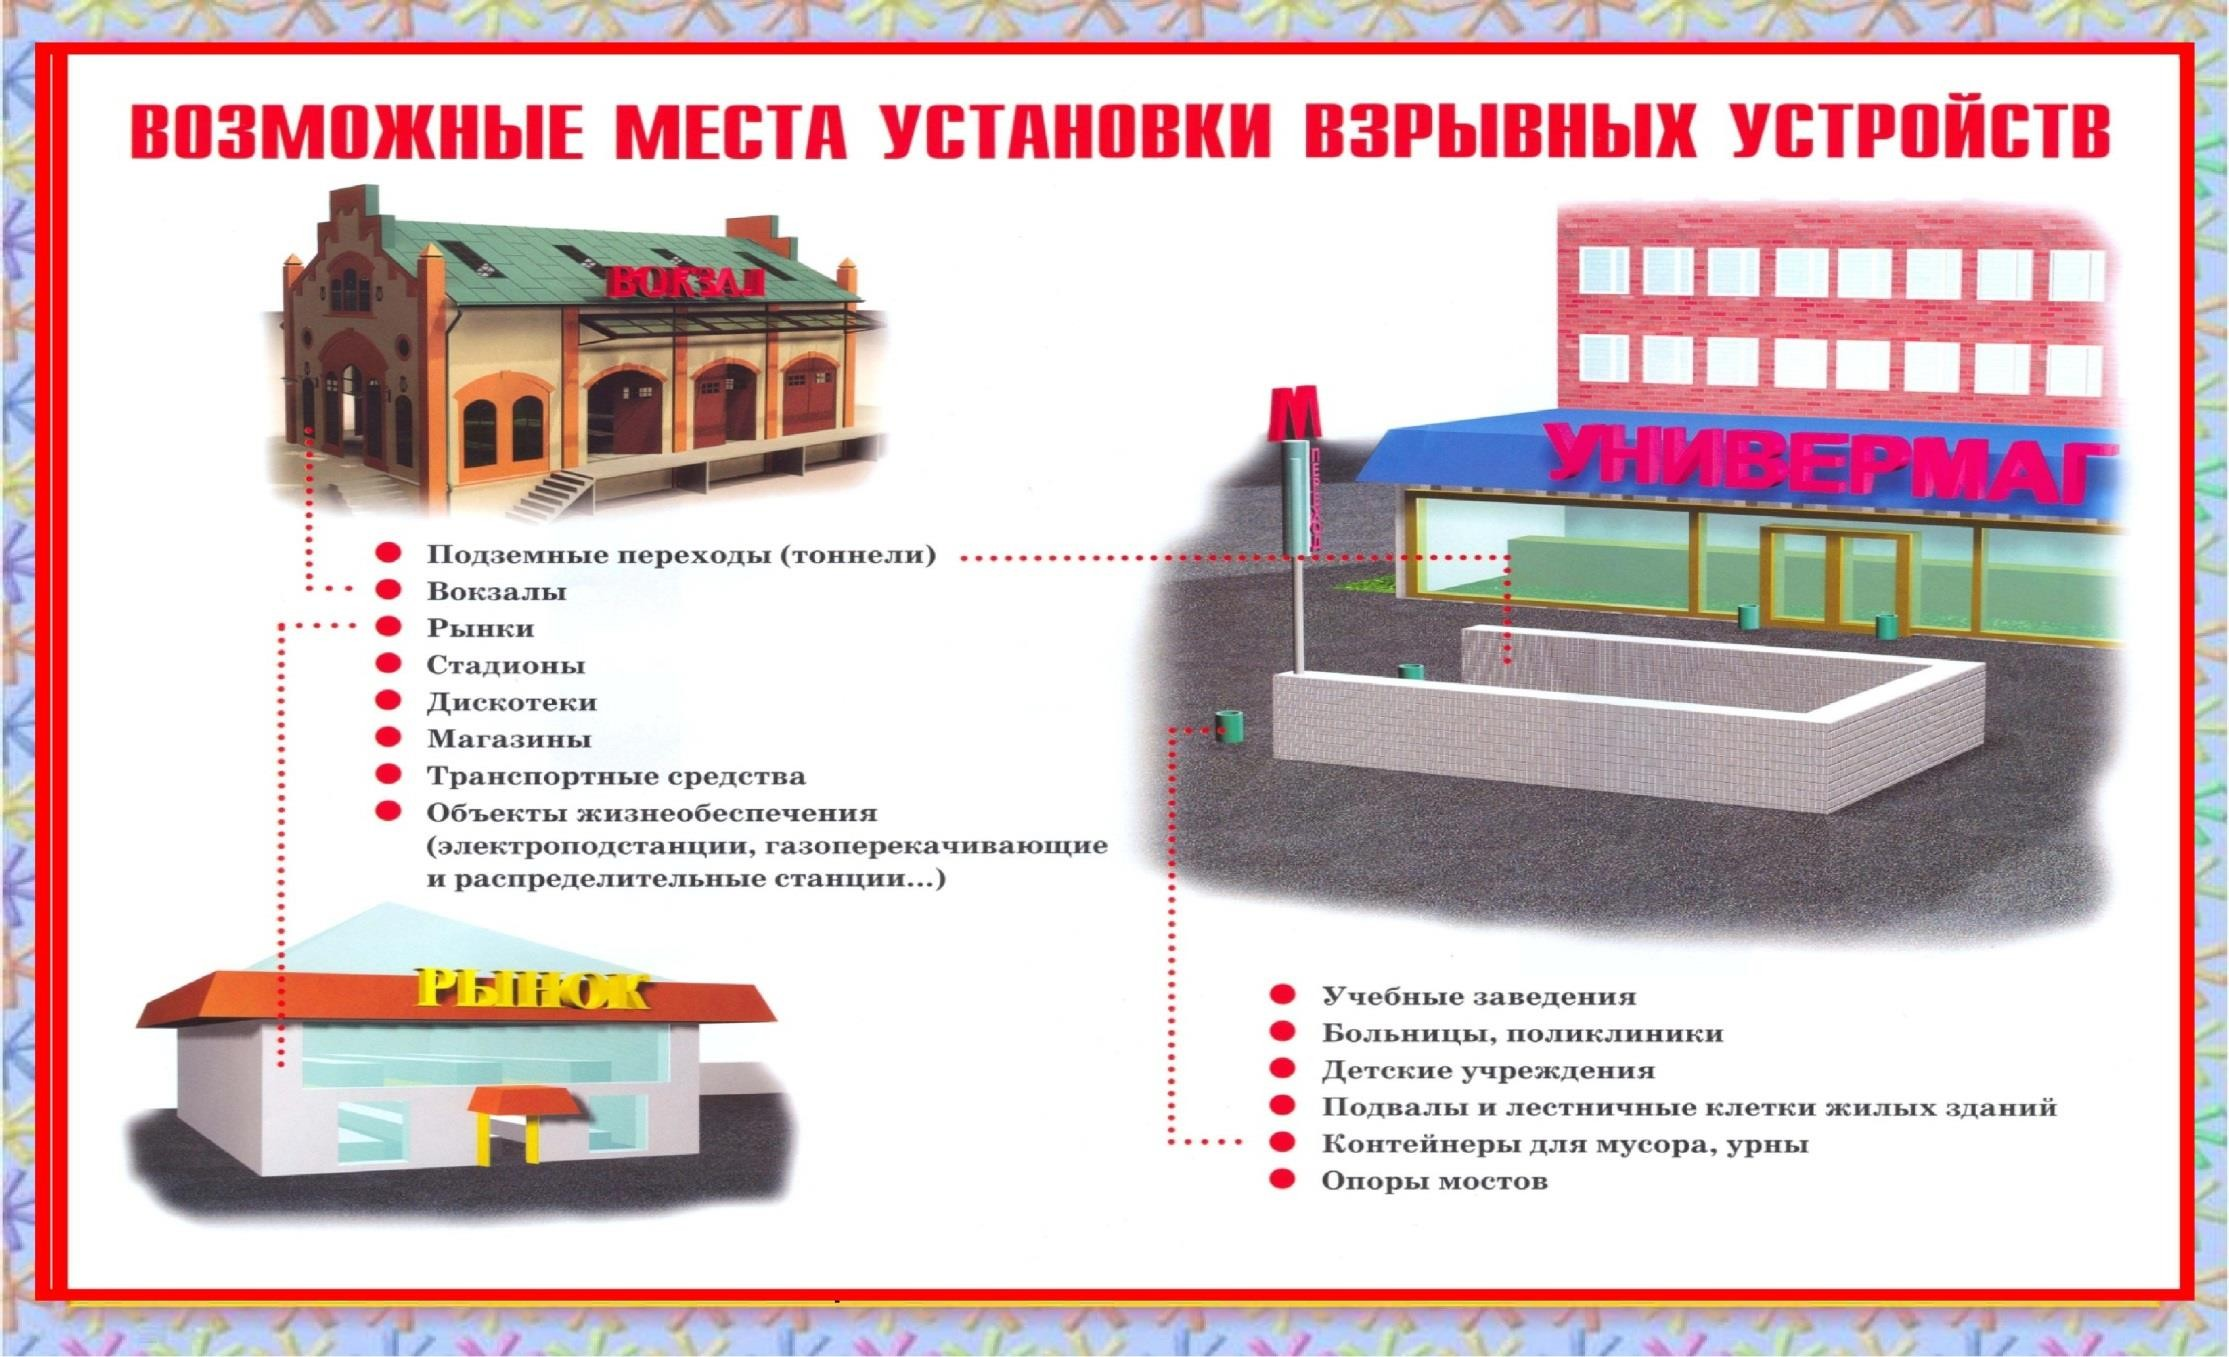 ВОЗМОЖНЫЕ МЕСТА УСТАНОВКИ ВЗРЫВНЫХ УСТРОЙСТВ
ВОКЗАЛ
М
УНИВЕРМАГ
Подземные переходы (тоннели)
Вокзалы
Рынки
Стадионы
Дискотеки
Магазины
Транспортные средства
Объекты жизнеобеспечения
(электроподстанции, газоперекачивающие
и распределительные станции...)
РЫНОК
Учебные заведения
Больницы, поликлиники
Детские учреждения
Подвалы и лестничные клетки жилых зданий
Контейнеры для мусора, урны
Опоры мостов